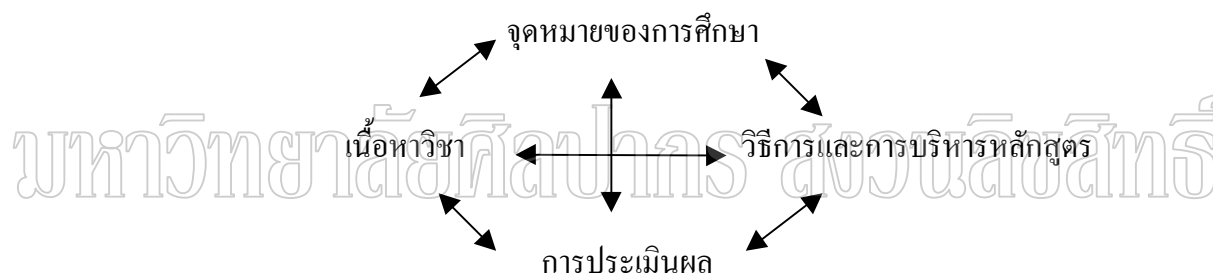 จุดหมายของการศึกษา
เนื้อหาวิชา วิธีการและการบริหารหลักสูตร
มหาวิทยาลัยศิลปากร สงวนลิขสิทธิ์
การประเมินผล